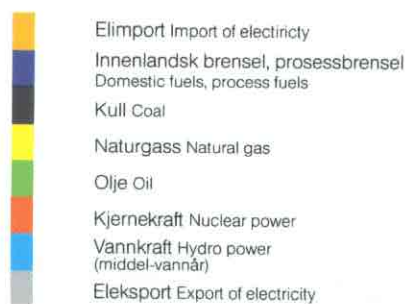 Elimport Import of electiricty
Innenlandsk brensel, prosessbrensel
Domestic fuels, process fuels
Kull Coal
Naturgass Natural gas
Olje Oil
Kjernekraft Nuclear power
Vannkraft Hydro power
(middel-vannår)
Eleksport Export of electricity